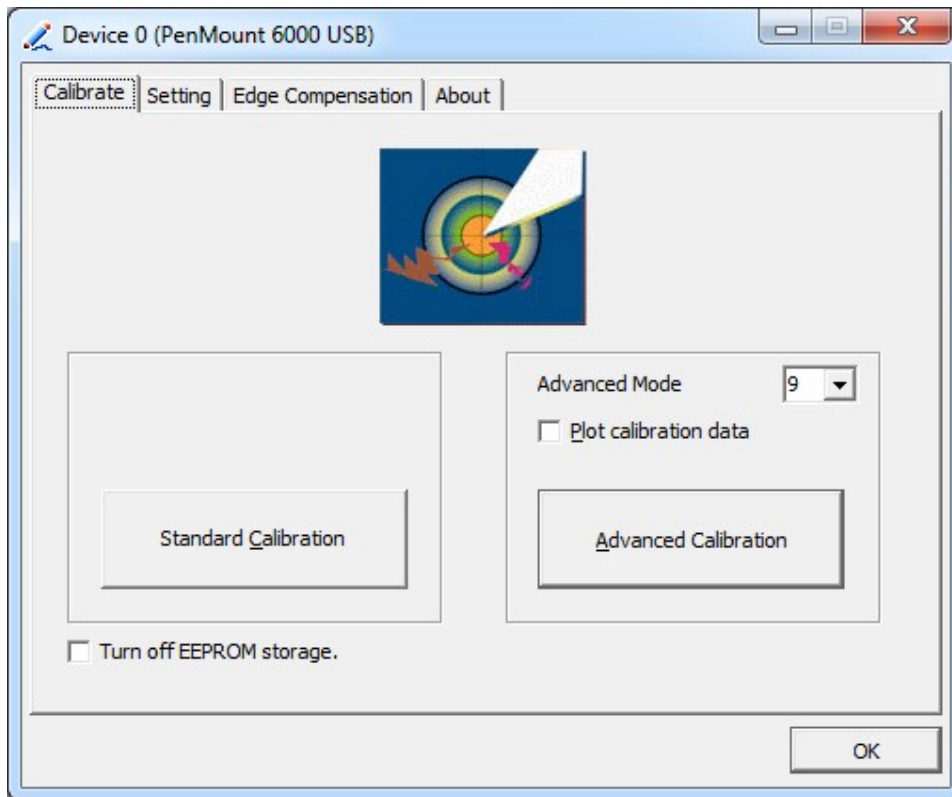 Device 0 (PenMount 6000 USB)
Calibrate Setting Edge Compensation About
Advanced Mode 9
Plot calibration data
Standard Calibration
Advanced Calibration
Turn off EEPROM storage.
OK